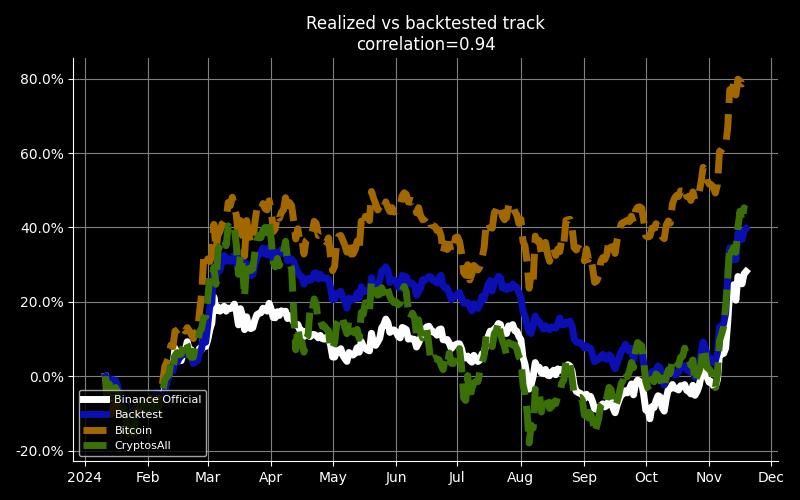 Realized vs backtested track
correlation=0.94
80.0%
60.0%
40.0%
20.0%
0.0%
-20.0%
Binance Official
Backtest
Bitcoin
CryptosAll
2024 Feb Mar Apr May Jun Jul Aug Sep Oct Nov Dec